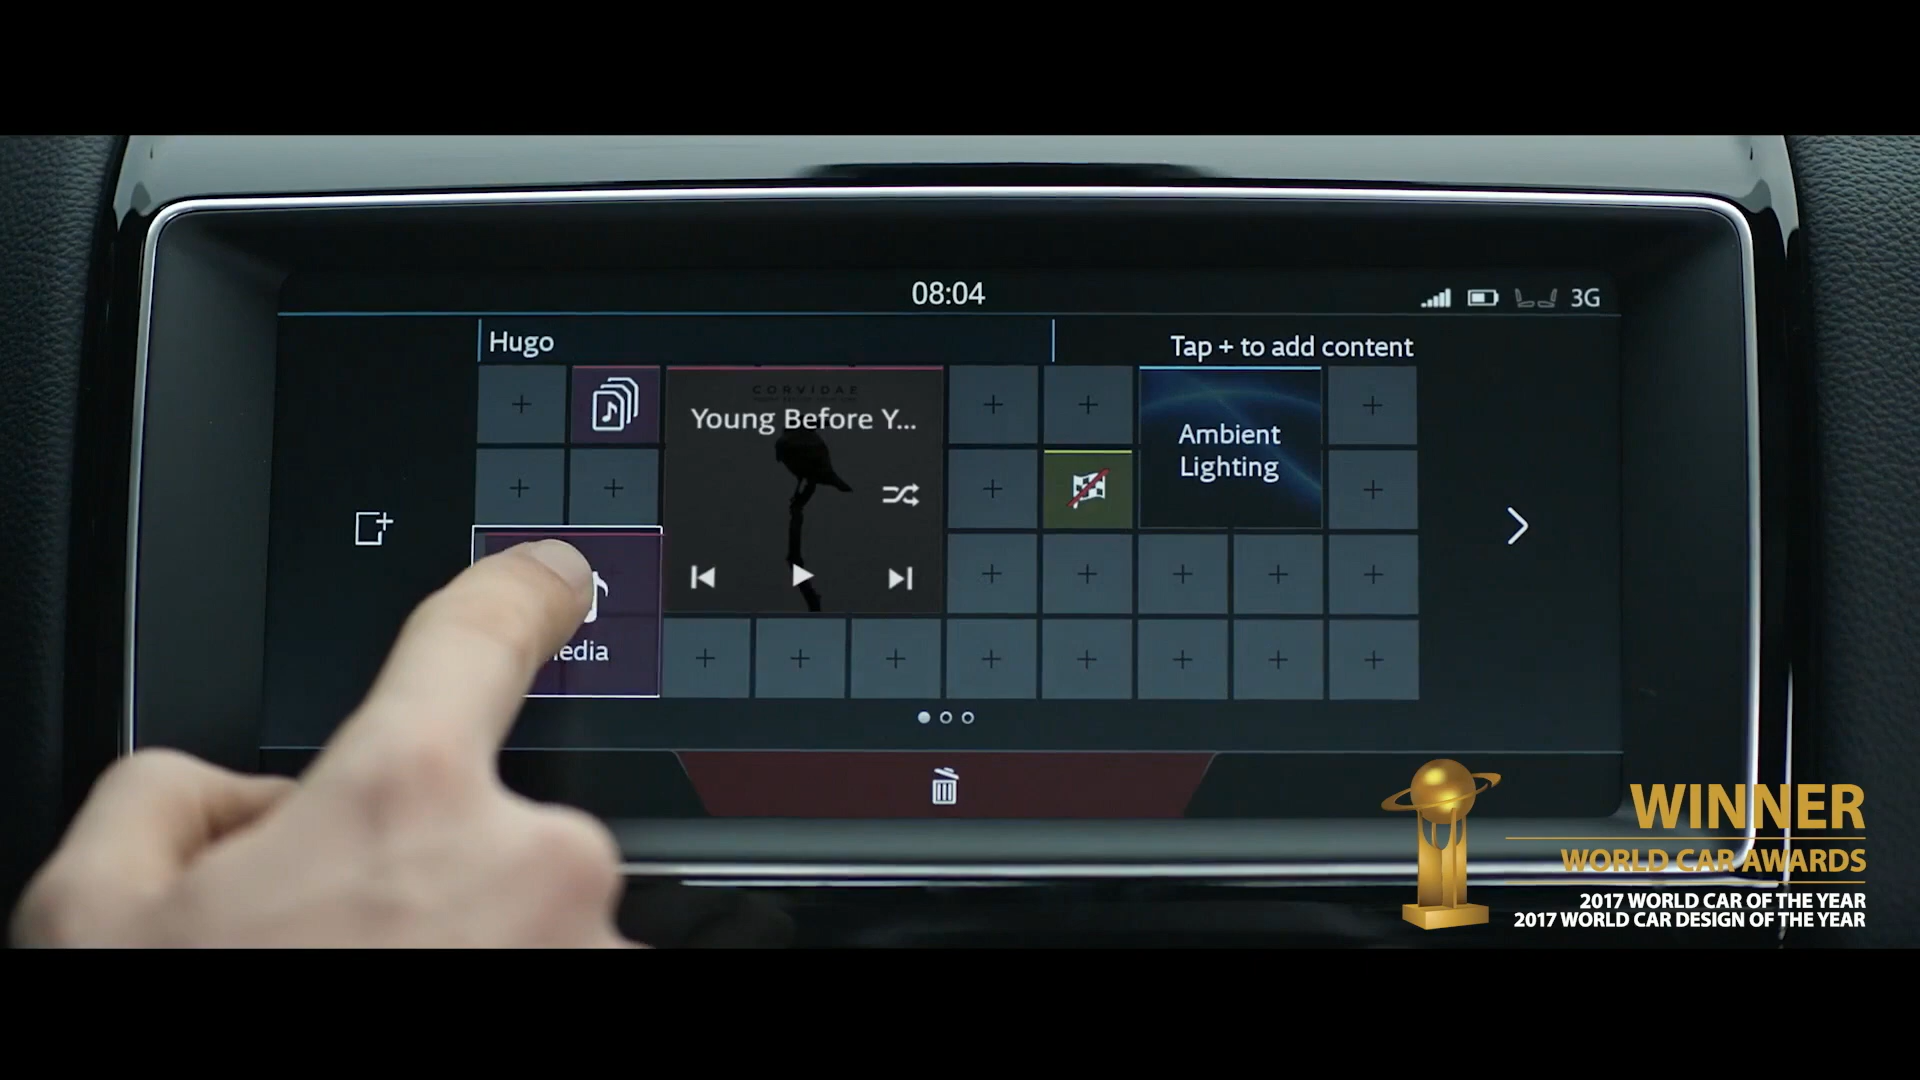 08:04
3G
Hugo
Tap + to add content
CORVIDAE
Young Before Y...
Ambient
Lighting
edia
WINNER
WORLD CAR AWARDS
2017 WORLD CAR OF THE YEAR
2017 WORLD CAR DESIGN OF THE YEAR